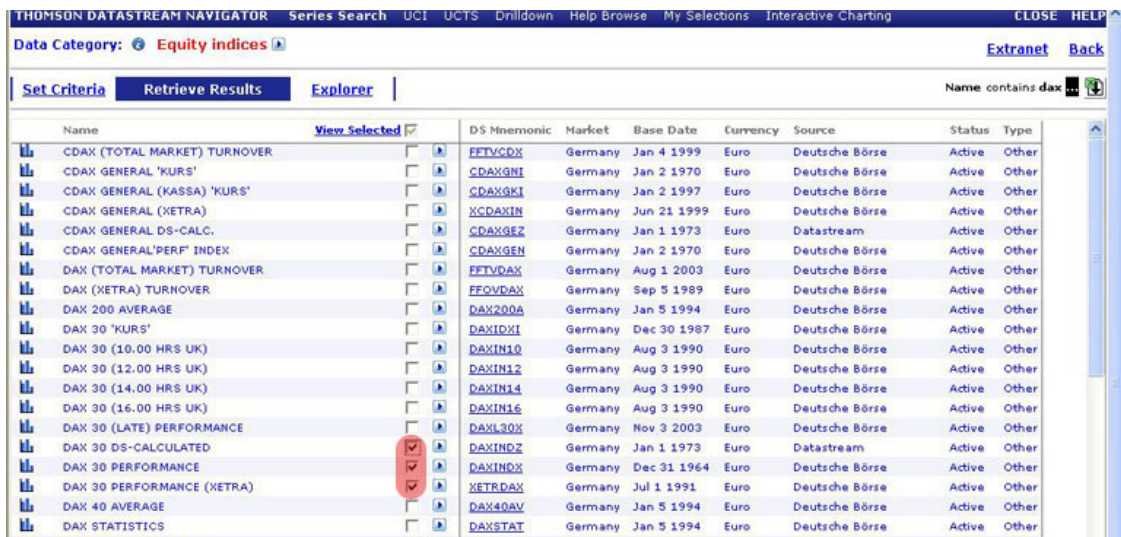 THOMSON DATASTREAM NAVIGATOR Series Search UCI UCTS Drilldown Help Browse My Selections Interactive Charting CLOSE HELP
Data Category: Equity indices
Extranet Back
Set Criteria Retrieve Results Explorer Name contains dax ...
Name View Selected DS Mnemonic Market Base Date Currency Source Status Type
CDAX (TOTAL MARKET) TURNOVER FFTVCDX Germany Jan 4 1999 Euro Deutsche Börse Active Other
CDAX GENERAL 'KURS' CDAXGNI Germany Jan 2 1970 Euro Deutsche Börse Active Other
CDAX GENERAL (KASSA) 'KURS' CDAXGKI Germany Jan 2 1997 Euro Deutsche Börse Active Other
CDAX GENERAL (XETRA) XCDAXIN Germany Jun 21 1999 Euro Deutsche Börse Active Other
CDAX GENERAL DS-CALC. CDAXGEZ Germany Jan 1 1973 Euro Datastream Active Other
CDAX GENERAL'PERF' INDEX CDAXGEN Germany Jan 2 1970 Euro Deutsche Börse Active Other
DAX (TOTAL MARKET) TURNOVER FFTVDAX Germany Aug 1 2003 Euro Deutsche Börse Active Other
DAX (XETRA) TURNOVER FFOVDAX Germany Sep 5 1989 Euro Deutsche Börse Active Other
DAX 200 AVERAGE DAX200A Germany Jan 5 1994 Euro Deutsche Börse Active Other
DAX 30 'KURS' DAXIDXI Germany Dec 30 1987 Euro Deutsche Börse Active Other
DAX 30 (10.00 HRS UK) DAXIN10 Germany Aug 3 1990 Euro Deutsche Börse Active Other
DAX 30 (12.00 HRS UK) DAXIN12 Germany Aug 3 1990 Euro Deutsche Börse Active Other
DAX 30 (14.00 HRS UK) DAXIN14 Germany Aug 3 1990 Euro Deutsche Börse Active Other
DAX 30 (16.00 HRS UK) DAXIN16 Germany Aug 3 1990 Euro Deutsche Börse Active Other
DAX 30 (LATE) PERFORMANCE DAXL30X Germany Nov 3 2003 Euro Deutsche Börse Active Other
DAX 30 DS-CALCULATED DAXINDZ Germany Jan 1 1973 Euro Datastream Active Other
DAX 30 PERFORMANCE DAXINDX Germany Dec 31 1964 Euro Deutsche Börse Active Other
DAX 30 PERFORMANCE (XETRA) XETRDAX Germany Jul 1 1991 Euro Deutsche Börse Active Other
DAX 40 AVERAGE DAX40AV Germany Jan 5 1994 Euro Deutsche Börse Active Other
DAX STATISTICS DAXSTAT Germany Jan 5 1994 Euro Deutsche Börse Active Other